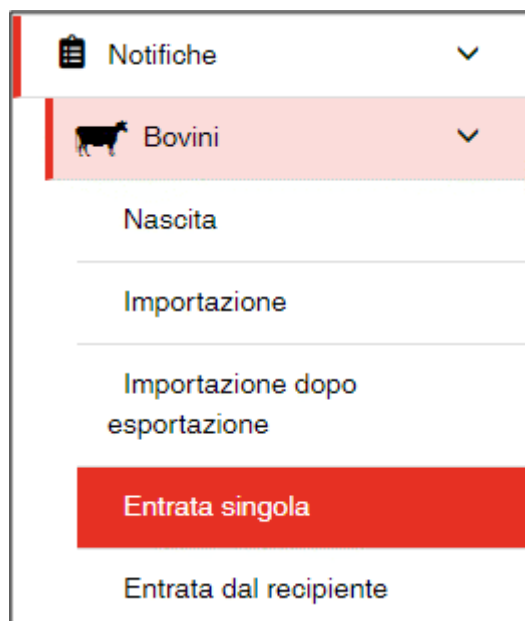 Notifiche
Bovini
Nascita
Importazione
Importazione dopo
esportazione
Entrata singola
Entrata dal recipiente